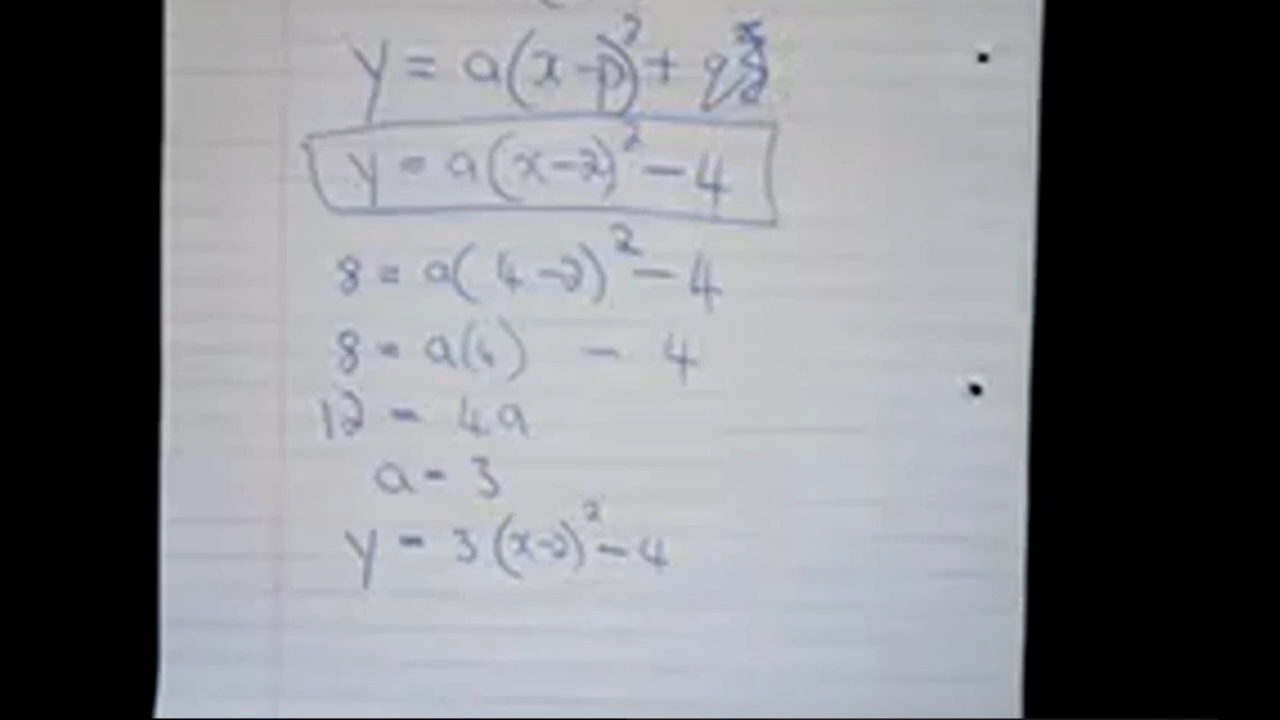 y = a(x-p)² + q
y = a(x-2)² - 4
8 = a(4-2)² - 4
8 = a(4) - 4
12 = 4a
a = 3
y = 3(x-2)² - 4